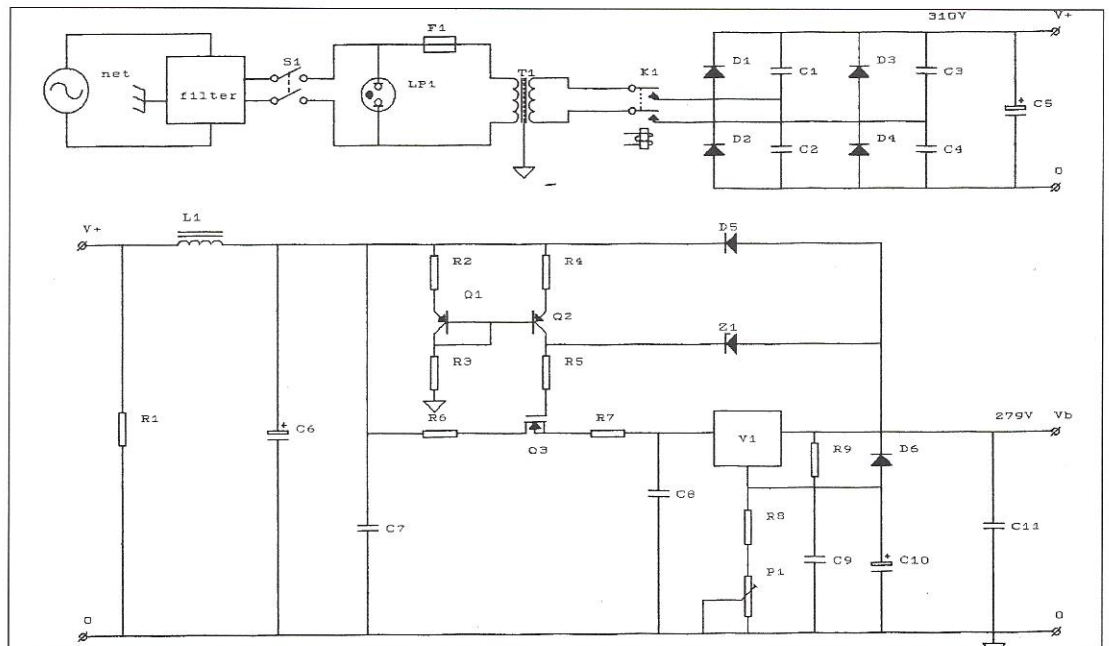 310V V+
F1
net S1 T1 K1 D1 C1 D3 C3
filter LP1 C5
D2 C2 D4 C4
0
L1
V+ D5
R2 R4
Q1 Q2
Z1
R3 R5
R1 R6 R7 279V Vb
C6 V1 R9 D6
Q3
C8
C7 R8 C11
C9 C10
P1
0 0